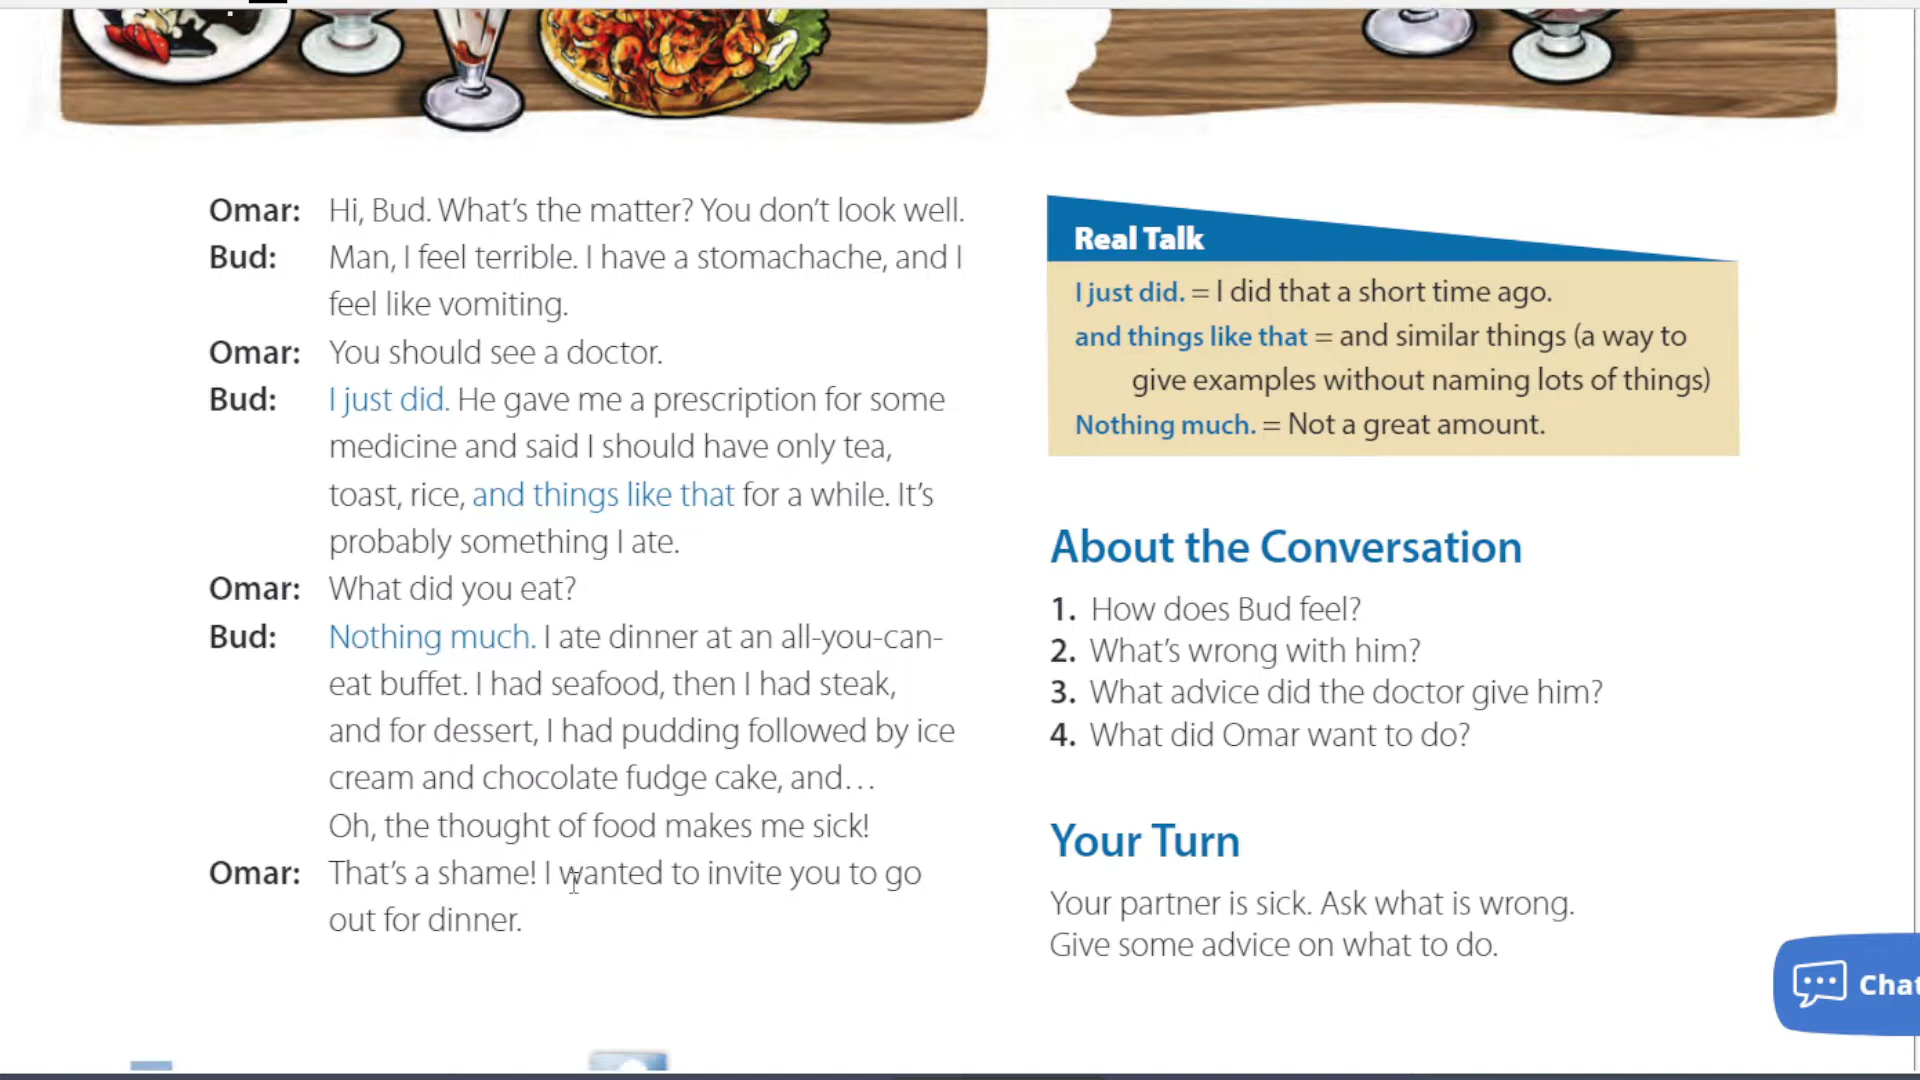 Omar: Hi, Bud. What's the matter? You don't look well.
Bud: Man, I feel terrible. I have a stomachache, and I
feel like vomiting.
Omar: You should see a doctor.
Bud: I just did. He gave me a prescription for some
medicine and said I should have only tea,
toast, rice, and things like that for a while. It's
probably something I ate.
Omar: What did you eat?
Bud: Nothing much. I ate dinner at an all-you-can-
eat buffet. I had seafood, then I had steak,
and for dessert, I had pudding followed by ice
cream and chocolate fudge cake, and…
Oh, the thought of food makes me sick!
Omar: That's a shame! I wanted to invite you to go
out for dinner.
Real Talk
I just did. = I did that a short time ago.
and things like that = and similar things (a way to
give examples without naming lots of things)
Nothing much. = Not a great amount.
About the Conversation
1. How does Bud feel?
2. What's wrong with him?
3. What advice did the doctor give him?
4. What did Omar want to do?
Your Turn
Your partner is sick. Ask what is wrong.
Give some advice on what to do.
Chat